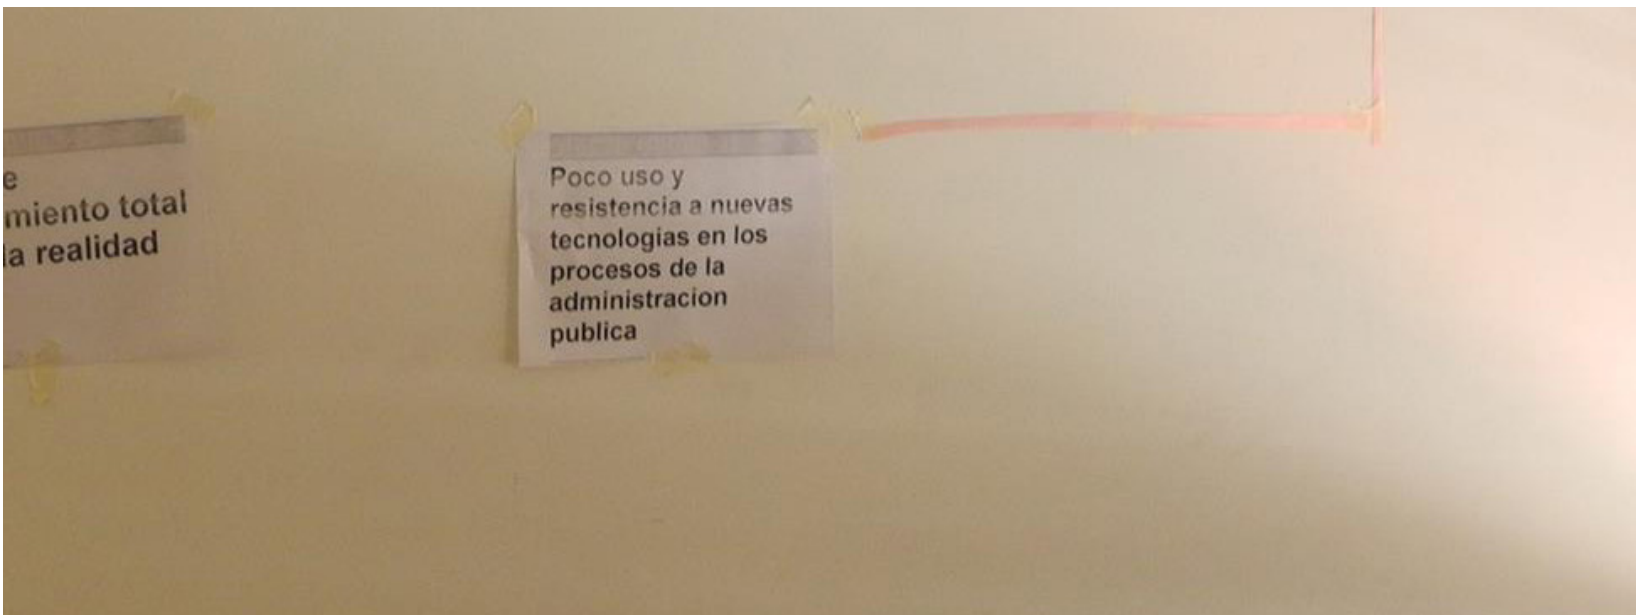 e
miento total
la realidad
Poco uso y
resistencia a nuevas
tecnologias en los
procesos de la
administracion
publica